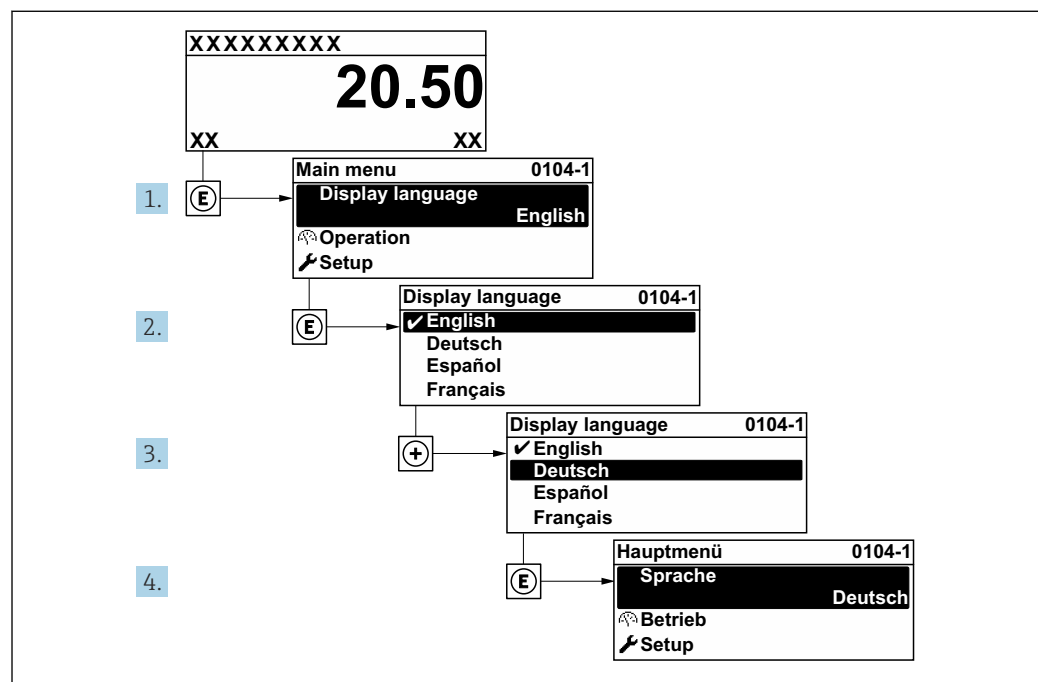 XXXXXXXXX
20.50
XX XX
1. E
Main menu 0104-1
Display language
English
Operation
Setup
2. E
Display language 0104-1
✔ English
Deutsch
Español
Français
3. +
Display language 0104-1
✔ English
Deutsch
Español
Français
4. E
Hauptmenü 0104-1
Sprache
Deutsch
Betrieb
Setup